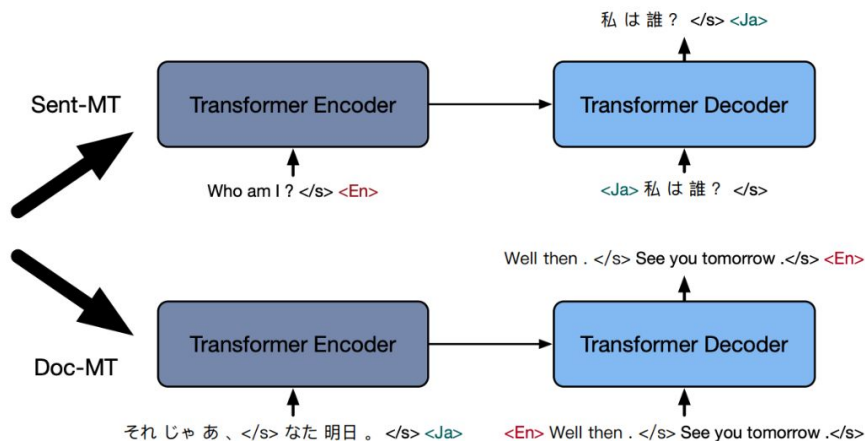 私 は 誰 ? </s> <Ja>
Sent-MT
Transformer Encoder
Transformer Decoder
Who am I ? </s> <En>
<Ja> 私 は 誰 ? </s>
Well then . </s> See you tomorrow .</s> <En>
Transformer Encoder
Transformer Decoder
Doc-MT
それ じゃ あ 、 </s> なた 明日 。 </s> <Ja>
<En> Well then . </s> See you tomorrow .</s>